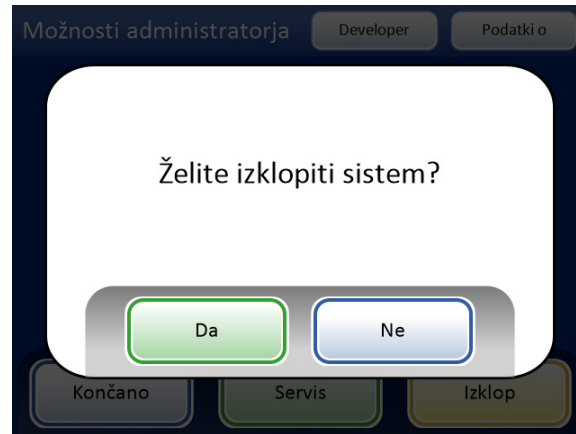 Možnosti administratorja
Developer
Podatki o
Želite izklopiti sistem?
Da
Ne
Končano
Servis
Izklop